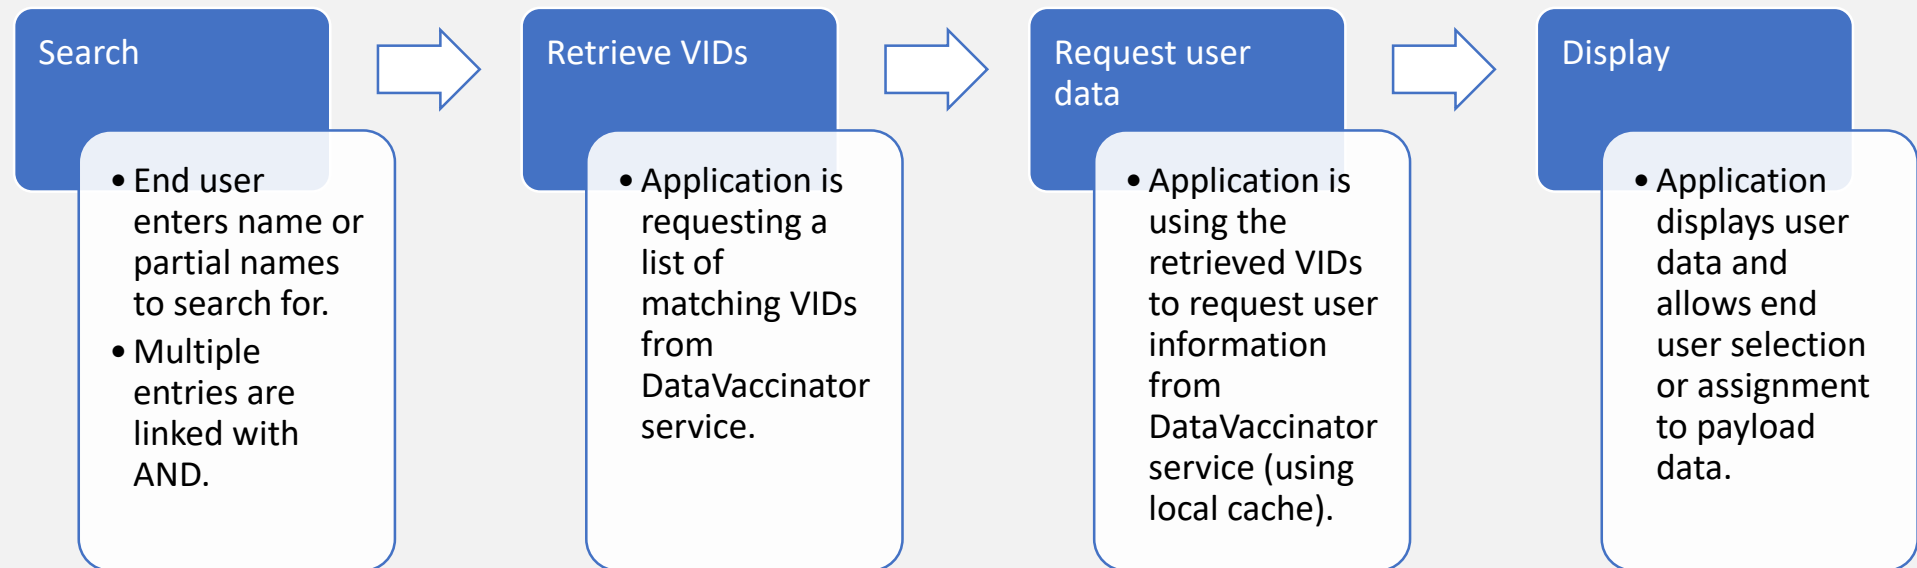 Search
• End user
enters name or
partial names
to search for.
• Multiple
entries are
linked with
AND.
Retrieve VIDs
• Application is
requesting a
list of
matching VIDs
from
DataVaccinator
service.
Request user
data
• Application is
using the
retrieved VIDs
to request user
information
from
DataVaccinator
service (using
local cache).
Display
• Application
displays user
data and
allows end
user selection
or assignment
to payload
data.